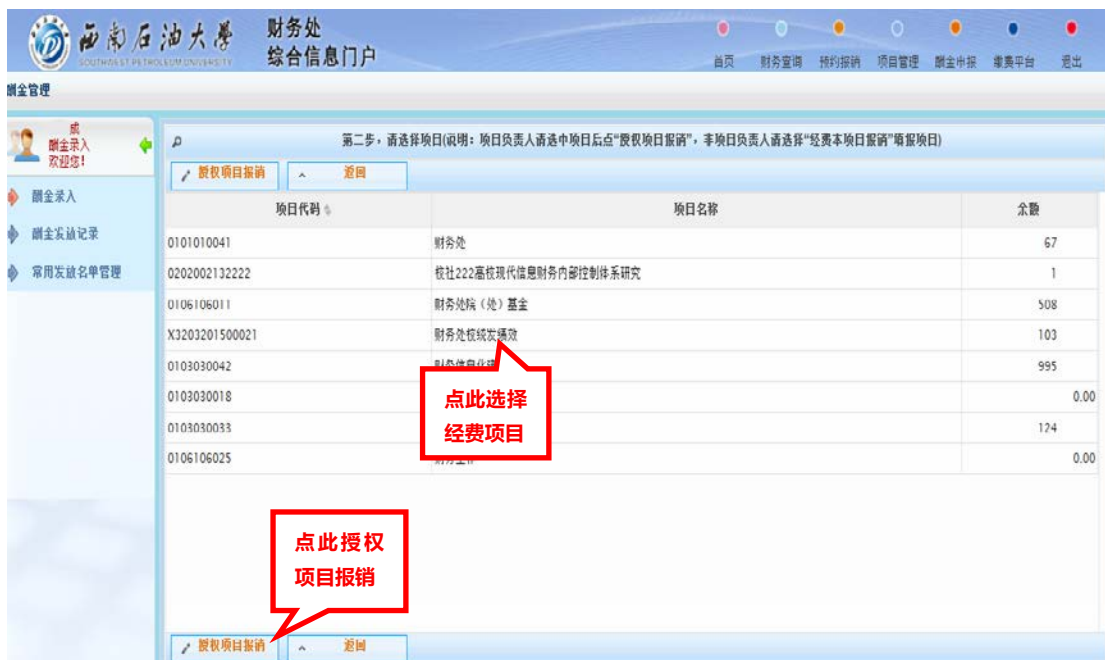 西南石油大学
SOUTHWEST PETROLEUM UNIVERSITY
财务处
综合信息门户
首页 财务查询 预约报销 项目管理 酬金申报 缴费平台 退出
酬金管理
成
酬金录入
欢迎您!
酬金录入
酬金发放记录
常用发放名单管理
第二步，请选择项目(说明：项目负责人请选中项目后点“授权项目报销”，非项目负责人请选择“经费本项目报销”填报项目)
授权项目报销 返回
项目代码 项目名称 余额
0101010041 财务处 67
0202002132222 校社222高校现代信息财务内部控制体系研究 1
0106106011 财务处院（处）基金 508
X3203201500021 财务处校级发绩效 103
0103030042 财务信息化建 995
0103030018 0.00
0103030033 124
0106106025 0.00
点此选择
经费项目
点此授权
项目报销
授权项目报销 返回